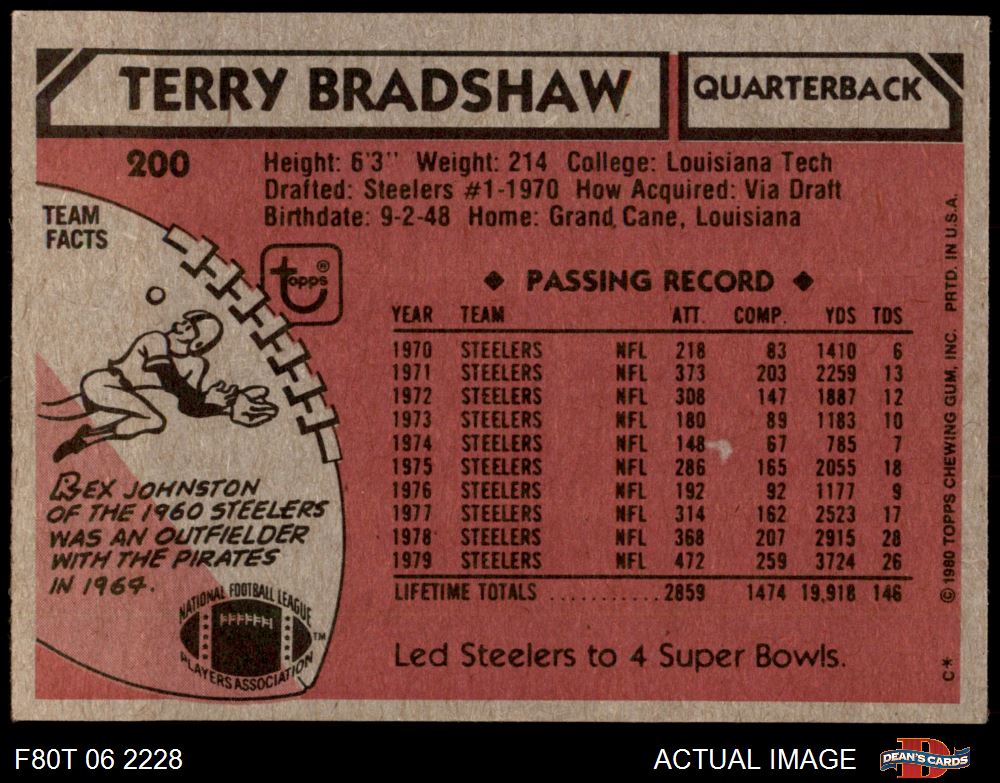 TERRY BRADSHAW
QUARTERBACK
200
Height: 6'3" Weight: 214 College: Louisiana Tech
Drafted: Steelers #1-1970 How Acquired: Via Draft
Birthdate: 9-2-48 Home: Grand Cane, Louisiana
TEAM
FACTS
topps®
REX JOHNSTON
OF THE 1960 STEELERS
WAS AN OUTFIELDER
WITH THE PIRATES
IN 1964.
NATIONAL FOOTBALL LEAGUE
PLAYERS ASSOCIATION
TM
◆ PASSING RECORD ◆
YEAR TEAM ATT. COMP. YDS TDS
1970 STEELERS NFL 218 83 1410 6
1971 STEELERS NFL 373 203 2259 13
1972 STEELERS NFL 308 147 1887 12
1973 STEELERS NFL 180 89 1183 10
1974 STEELERS NFL 148 67 785 7
1975 STEELERS NFL 286 165 2055 18
1976 STEELERS NFL 192 92 1177 9
1977 STEELERS NFL 314 162 2523 17
1978 STEELERS NFL 368 207 2915 28
1979 STEELERS NFL 472 259 3724 26
LIFETIME TOTALS ........... 2859 1474 19,918 146
Led Steelers to 4 Super Bowls.
C* © 1980 TOPPS CHEWING GUM, INC. PRTD. IN U.S.A.
F80T 06 2228
ACTUAL IMAGE
DEAN'S CARDS